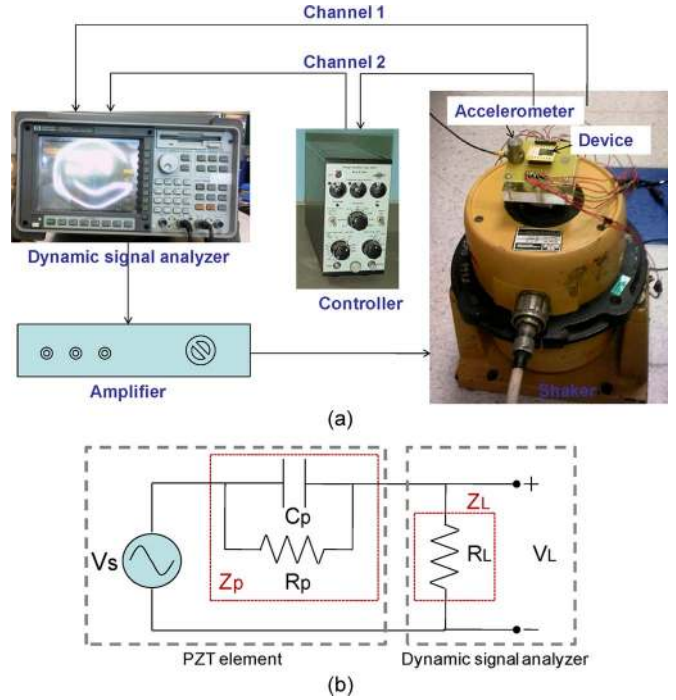 Channel 1
Channel 2
Accelerometer
Device
Dynamic signal analyzer
Controller
Amplifier
Shaker
(a)
Cp
ZL
Vs
Rp
RL
VL
Zp
PZT element
Dynamic signal analyzer
(b)